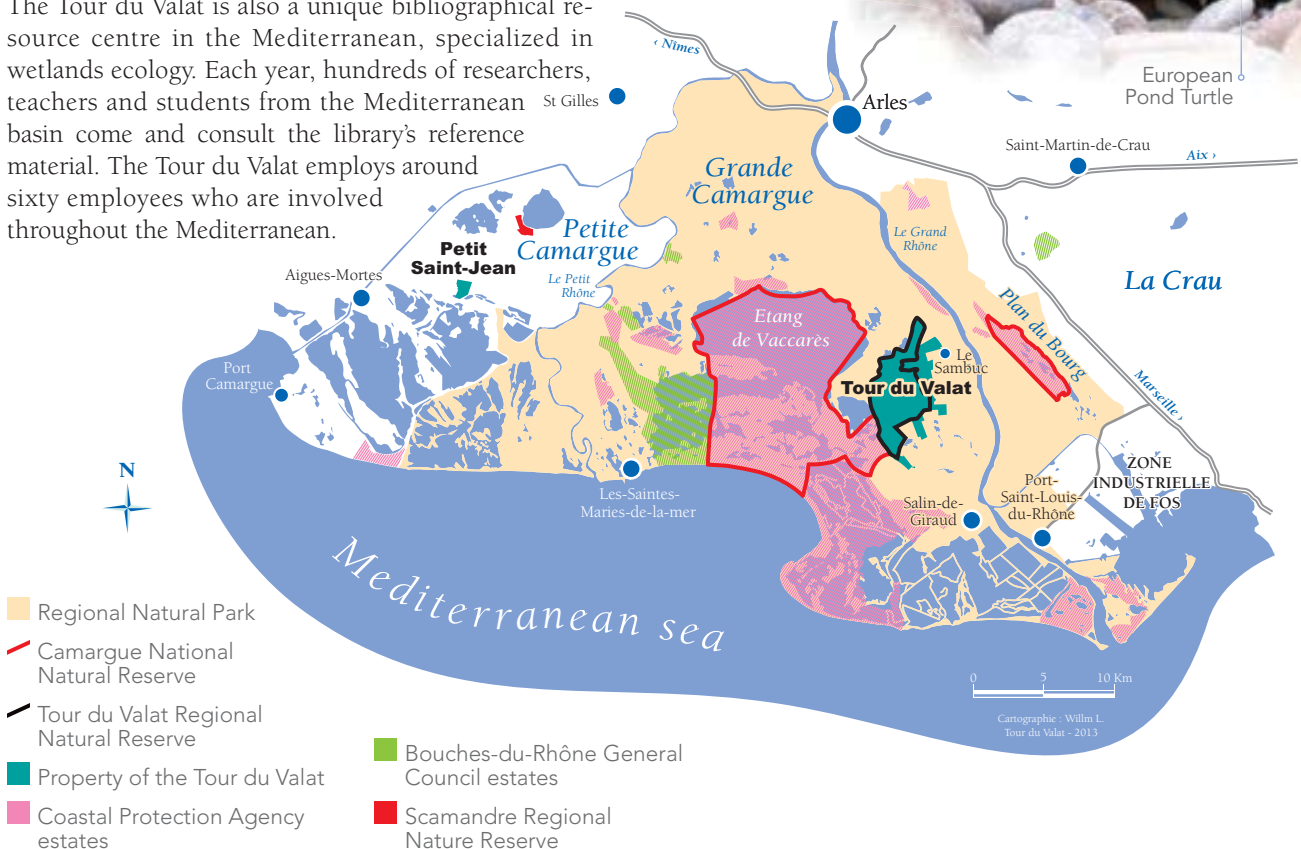 The Tour du Valat is also a unique bibliographical re-
source centre in the Mediterranean, specialized in
wetlands ecology. Each year, hundreds of researchers,
teachers and students from the Mediterranean
basin come and consult the library's reference
material. The Tour du Valat employs around
sixty employees who are involved
throughout the Mediterranean.
European
Pond Turtle
‹ Nîmes
St Gilles
Arles
Saint-Martin-de-Crau
Aix ›
Grande
Camargue
Petite
Camargue
Le Grand
Rhône
Petit
Saint-Jean
Aigues-Mortes
Le Petit
Rhône
La Crau
Etang
de Vaccarès
Plan du Bourg
Le
Sambuc
Port
Camargue
Tour du Valat
Marseille ›
N
ZONE
INDUSTRIELLE
DE FOS
Les-Saintes-
Maries-de-la-mer
Salin-de-
Giraud
Port-
Saint-Louis-
du-Rhône
Mediterranean sea
0 5 10 Km
Cartographie : Willm L.
Tour du Valat - 2013
Regional Natural Park
Camargue National
Natural Reserve
Tour du Valat Regional
Natural Reserve
Property of the Tour du Valat
Coastal Protection Agency
estates
Bouches-du-Rhône General
Council estates
Scamandre Regional
Nature Reserve